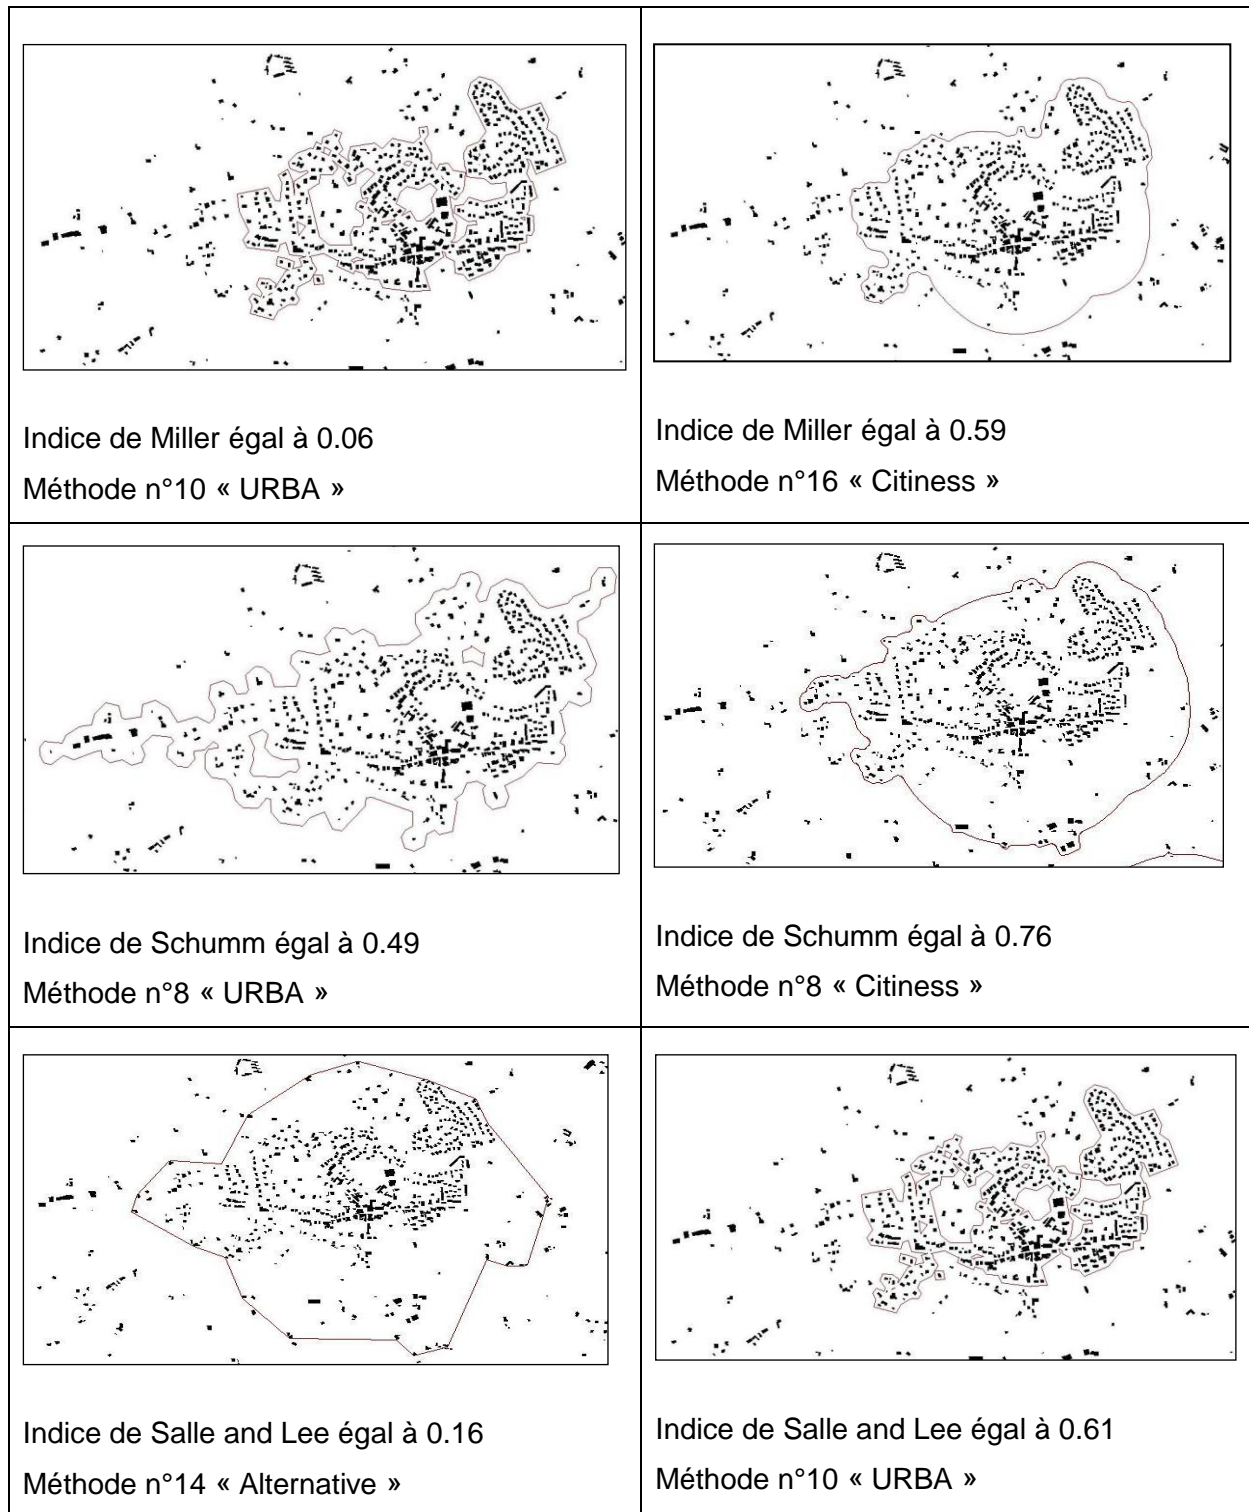 Indice de Miller égal à 0.06
Méthode n°10 « URBA »
Indice de Miller égal à 0.59
Méthode n°16 « Citiness »
Indice de Schumm égal à 0.49
Méthode n°8 « URBA »
Indice de Schumm égal à 0.76
Méthode n°8 « Citiness »
Indice de Salle and Lee égal à 0.16
Méthode n°14 « Alternative »
Indice de Salle and Lee égal à 0.61
Méthode n°10 « URBA »